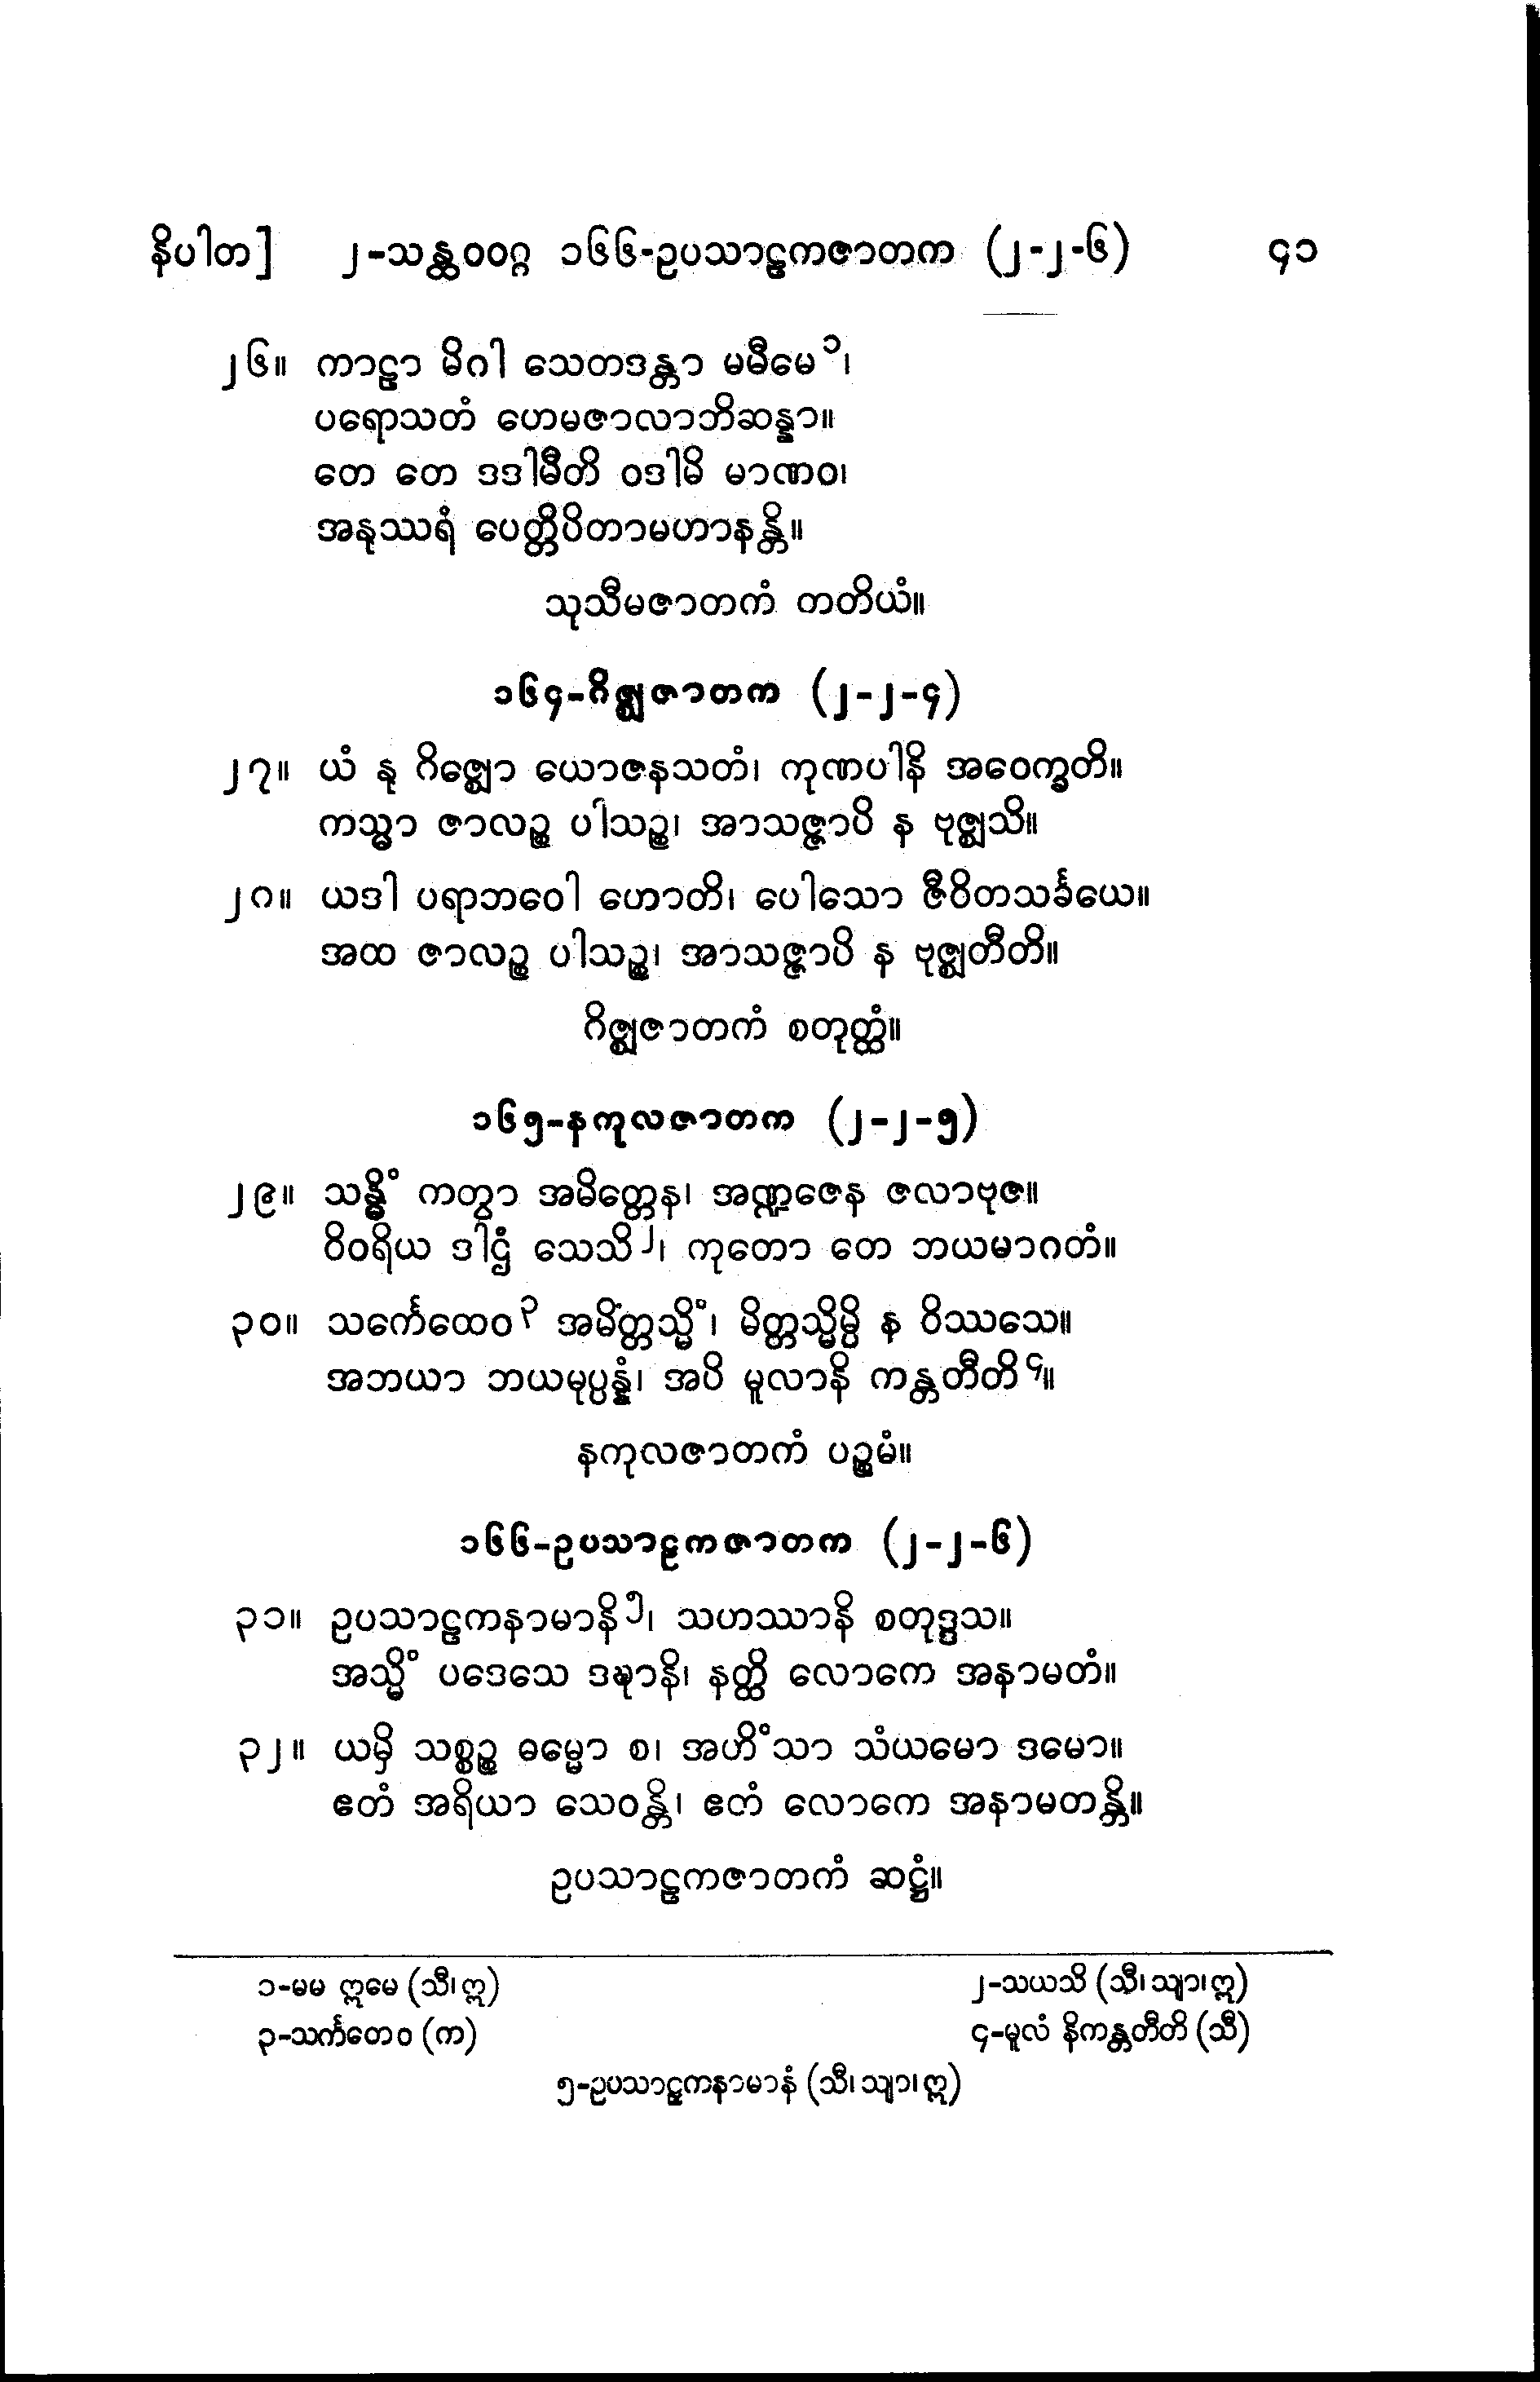 နိပါတ] ၂-သန္ထဝဝဂ္ဂ ၁၆၆-ဥပသာဠှကဇာတက (၂-၂-၆) ၄၁
၂၆။ ကာဠာ မိဂါ သေတဒန္တာ မမီမေ၁၊
ပရောသတံ ဟေမဇာလာဘိဆန္နာ။
တေ တေ ဒဒါမီတိ ဝဒါမိ မာဏဝ၊
အနုဿရံ ပေတ္တိပိတာမဟာနန္တိ။
သုသီမဇာတကံ တတိယံ။
၁၆၄-ဂိဇ္ဈဇာတက (၂-၂-၄)
၂၇။ ယံ နု ဂိဇ္ဈော ယောဇနသတံ၊ ကုဏပါနိ အဝေက္ခတိ။
ကသ္မာ ဇာလဉ္စ ပါသဉ္စ၊ အာသဇ္ဇာပိ န ဗုဇ္ဈသိ။
၂၈။ ယဒါ ပရာဘဝေါ ဟောတိ၊ ပေါသော ဇီဝိတသင်္ခယေ။
အထ ဇာလဉ္စ ပါသဉ္စ၊ အာသဇ္ဇာပိ န ဗုဇ္ဈတီတိ။
ဂိဇ္ဈဇာတကံ စတုတ္ထံ။
၁၆၅-နကုလဇာတက (၂-၂-၅)
၂၉။ သန္ဓိံ ကတွာ အမိတ္တေန၊ အဏ္ဍဇေန ဇလာဗုဇ။
ဝိဝရိယ ဒါဌံ သေသိ၂၊ ကုတော တေ ဘယမာဂတံ။
၃၀။ သင်္ကေထေဝ၃ အမိတ္တသ္မိံ၊ မိတ္တသ္မိမ္ပိ န ဝိဿသေ။
အဘယာ ဘယမုပ္ပန္နံ၊ အပိ မူလာနိ ကန္တတီတိ၄။
နကုလဇာတကံ ပဉ္စမံ။
၁၆၆-ဥပသာဠကဇာတက (၂-၂-၆)
၃၁။ ဥပသာဠကနာမာနိ၅၊ သဟဿာနိ စတုဒ္ဒသ။
အသ္မိံ ပဒေသေ ဒဍ္ဎာနိ၊ နတ္ထိ လောကေ အနာမတံ။
၃၂။ ယမှိ သစ္စဉ္စ ဓမ္မော စ၊ အဟိံသာ သံယမော ဒမော။
ဧတံ အရိယာ သေဝန္တိ၊ ဧတံ လောကေ အနာမတန္တိ။
ဥပသာဠှကဇာတကံ ဆဋ္ဌံ။
၁-မမ ဣမေ (သီ၊ ဣ) ၂-သယသိ (သီ၊ သျာ၊ ဣ)
၃-သင်္ကတေဝ (က) ၄-မူလံ နိကန္တတီတိ (သီ)
၅-ဥပသာဠှကနာမာနံ (သီ၊ သျာ၊ ဣ)